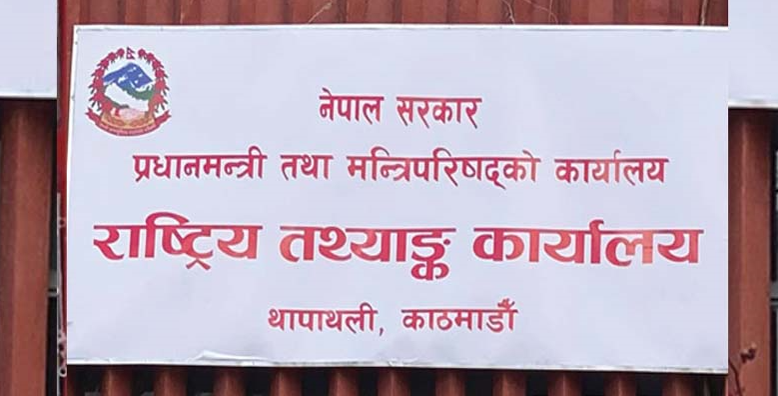 नेपाल सरकार
प्रधानमन्त्री तथा मन्त्रिपरिषद्को कार्यालय
राष्ट्रिय तथ्याङ्क कार्यालय
थापाथली, काठमाडौँ